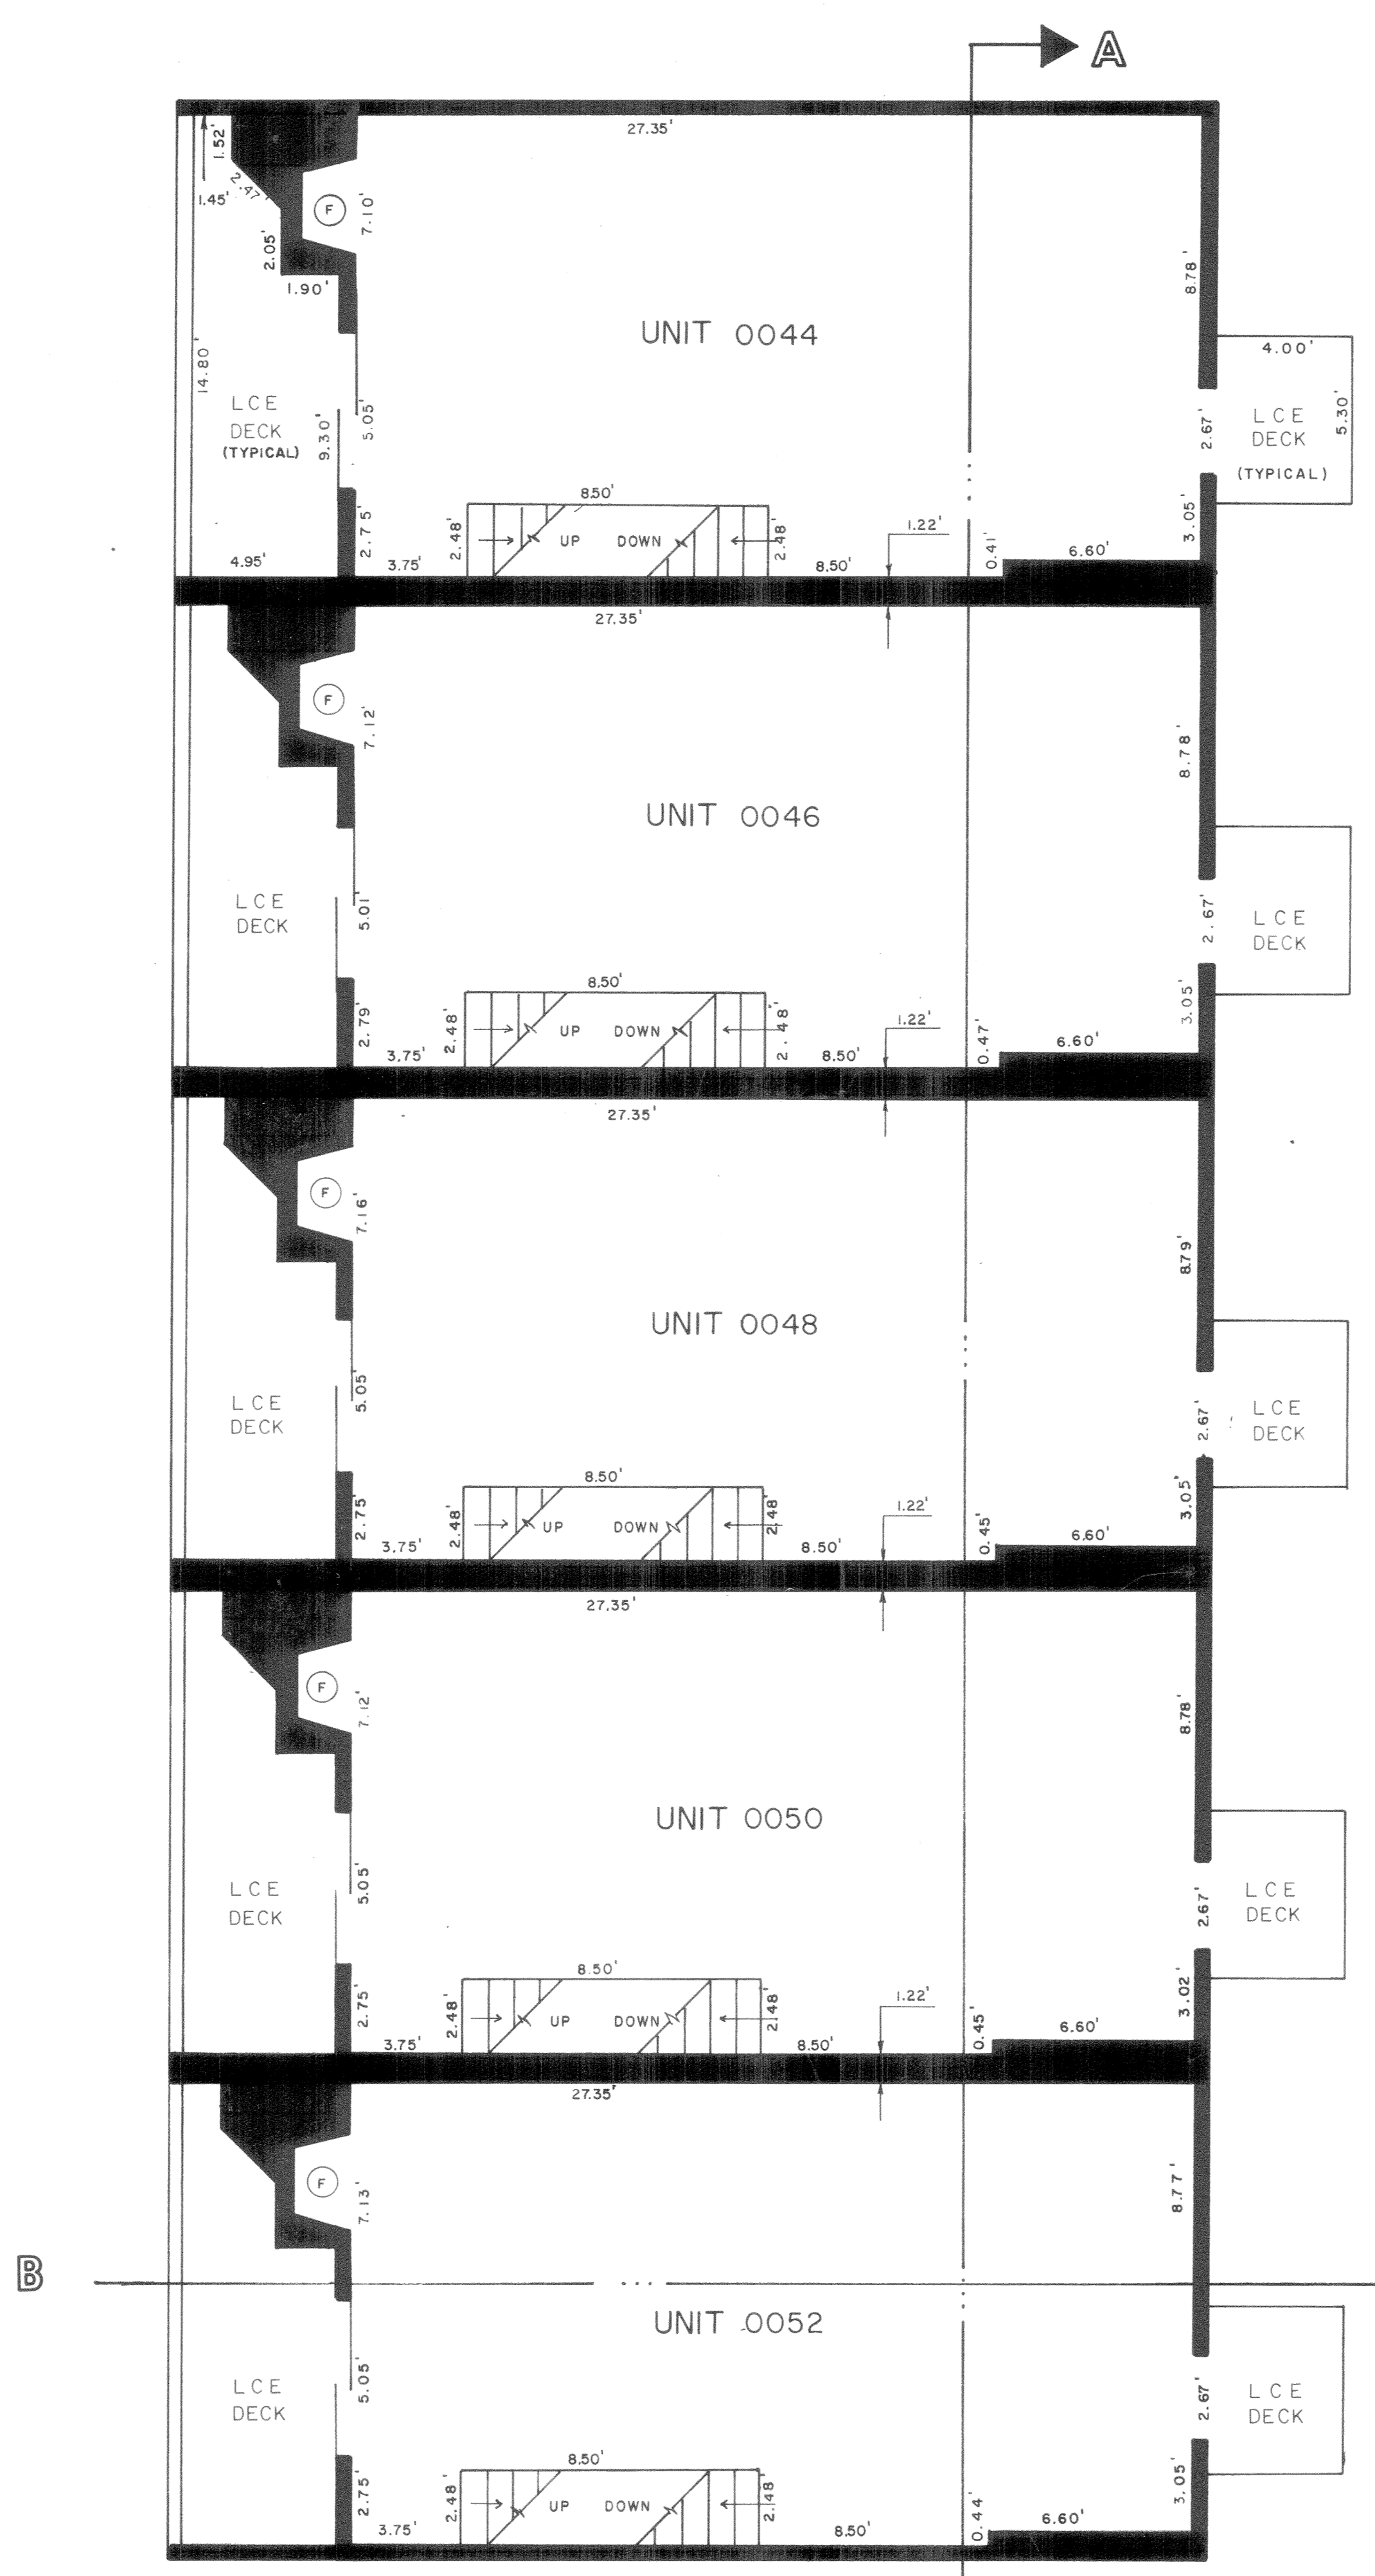 A
27.35'
1.52'
2.47'
1.45'
F
7.10'
2.05'
1.90'
8.78'
UNIT 0044
4.00'
14.80'
LCE
DECK
(TYPICAL)
9.30'
5.05'
2.67'
LCE
DECK
(TYPICAL)
5.30'
8.50'
2.75'
2.48'
UP
DOWN
2.48'
1.22'
3.05'
4.95'
3.75'
8.50'
0.41'
6.60'
27.35'
F
7.12'
8.78'
UNIT 0046
LCE
DECK
5.01'
2.67'
LCE
DECK
8.50'
2.79'
2.48'
UP
DOWN
2.48'
1.22'
3.05'
3.75'
8.50'
0.47'
6.60'
27.35'
F
7.16'
8.79'
UNIT 0048
LCE
DECK
5.05'
2.67'
LCE
DECK
8.50'
2.75'
2.48'
UP
DOWN
2.48'
1.22'
3.05'
3.75'
8.50'
0.45'
6.60'
27.35'
F
7.12'
8.78'
UNIT 0050
LCE
DECK
5.05'
2.67'
LCE
DECK
8.50'
2.75'
2.48'
UP
DOWN
2.48'
1.22'
3.02'
3.75'
8.50'
0.45'
6.60'
27.35'
F
7.13'
8.77'
B
UNIT 0052
LCE
DECK
5.05'
2.67'
LCE
DECK
8.50'
2.75'
2.48'
UP
DOWN
2.48'
3.05'
3.75'
8.50'
0.44'
6.60'